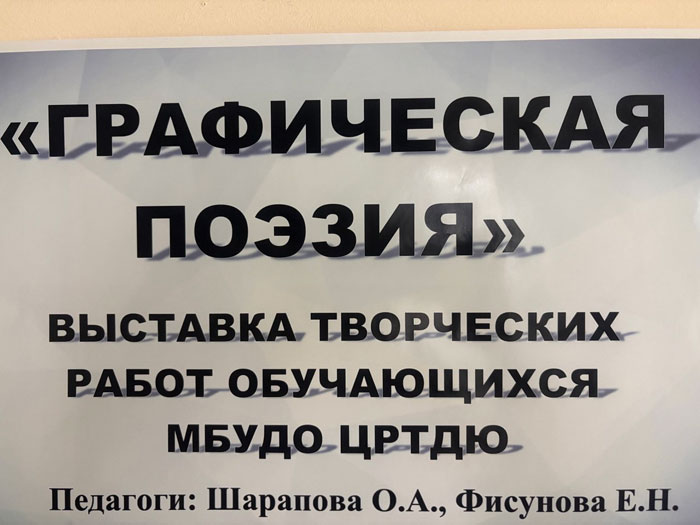 «ГРАФИЧЕСКАЯ
ПОЭЗИЯ»
ВЫСТАВКА ТВОРЧЕСКИХ
РАБОТ ОБУЧАЮЩИХСЯ
МБУДО ЦРТДЮ
Педагоги: Шарапова О.А., Фисунова Е.Н.